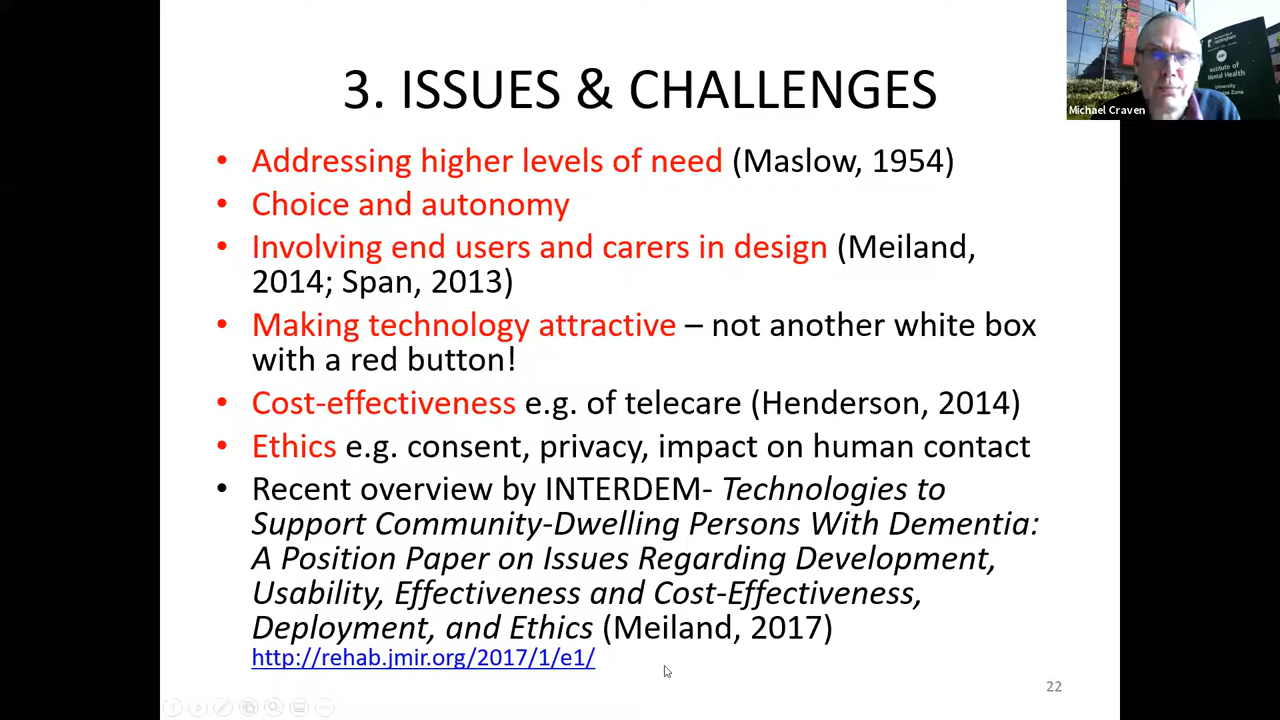 3. ISSUES & CHALLENGES
• Addressing higher levels of need (Maslow, 1954)
• Choice and autonomy
• Involving end users and carers in design (Meiland,
2014; Span, 2013)
• Making technology attractive – not another white box
with a red button!
• Cost-effectiveness e.g. of telecare (Henderson, 2014)
• Ethics e.g. consent, privacy, impact on human contact
• Recent overview by INTERDEM- Technologies to
Support Community-Dwelling Persons With Dementia:
A Position Paper on Issues Regarding Development,
Usability, Effectiveness and Cost-Effectiveness,
Deployment, and Ethics (Meiland, 2017)
http://rehab.jmir.org/2017/1/e1/
22
Institute of
Mental Health
Michael Craven